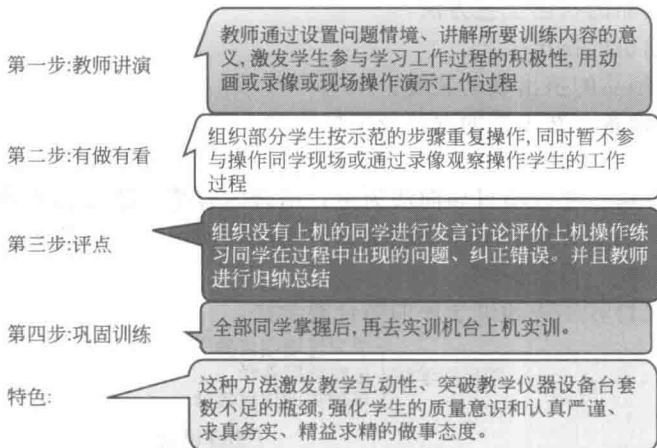 第一步:教师讲演
教师通过设置问题情境、讲解所要训练内容的意
义,激发学生参与学习工作过程的积极性,用动
画或录像或现场操作演示工作过程
第二步:有做有看
组织部分学生按示范的步骤重复操作,同时暂不参
与操作同学现场或通过录像观察操作学生的工作
过程
第三步:评点
组织没有上机的同学进行发言讨论评价上机操作练
习同学在过程中出现的问题、纠正错误。并且教师
进行归纳总结
第四步:巩固训练
全部同学掌握后,再去实训机台上机实训。
特色:
这种方法激发教学互动性、突破教学仪器设备台套
数不足的瓶颈,强化学生的质量意识和认真严谨、
求真务实、精益求精的做事态度。